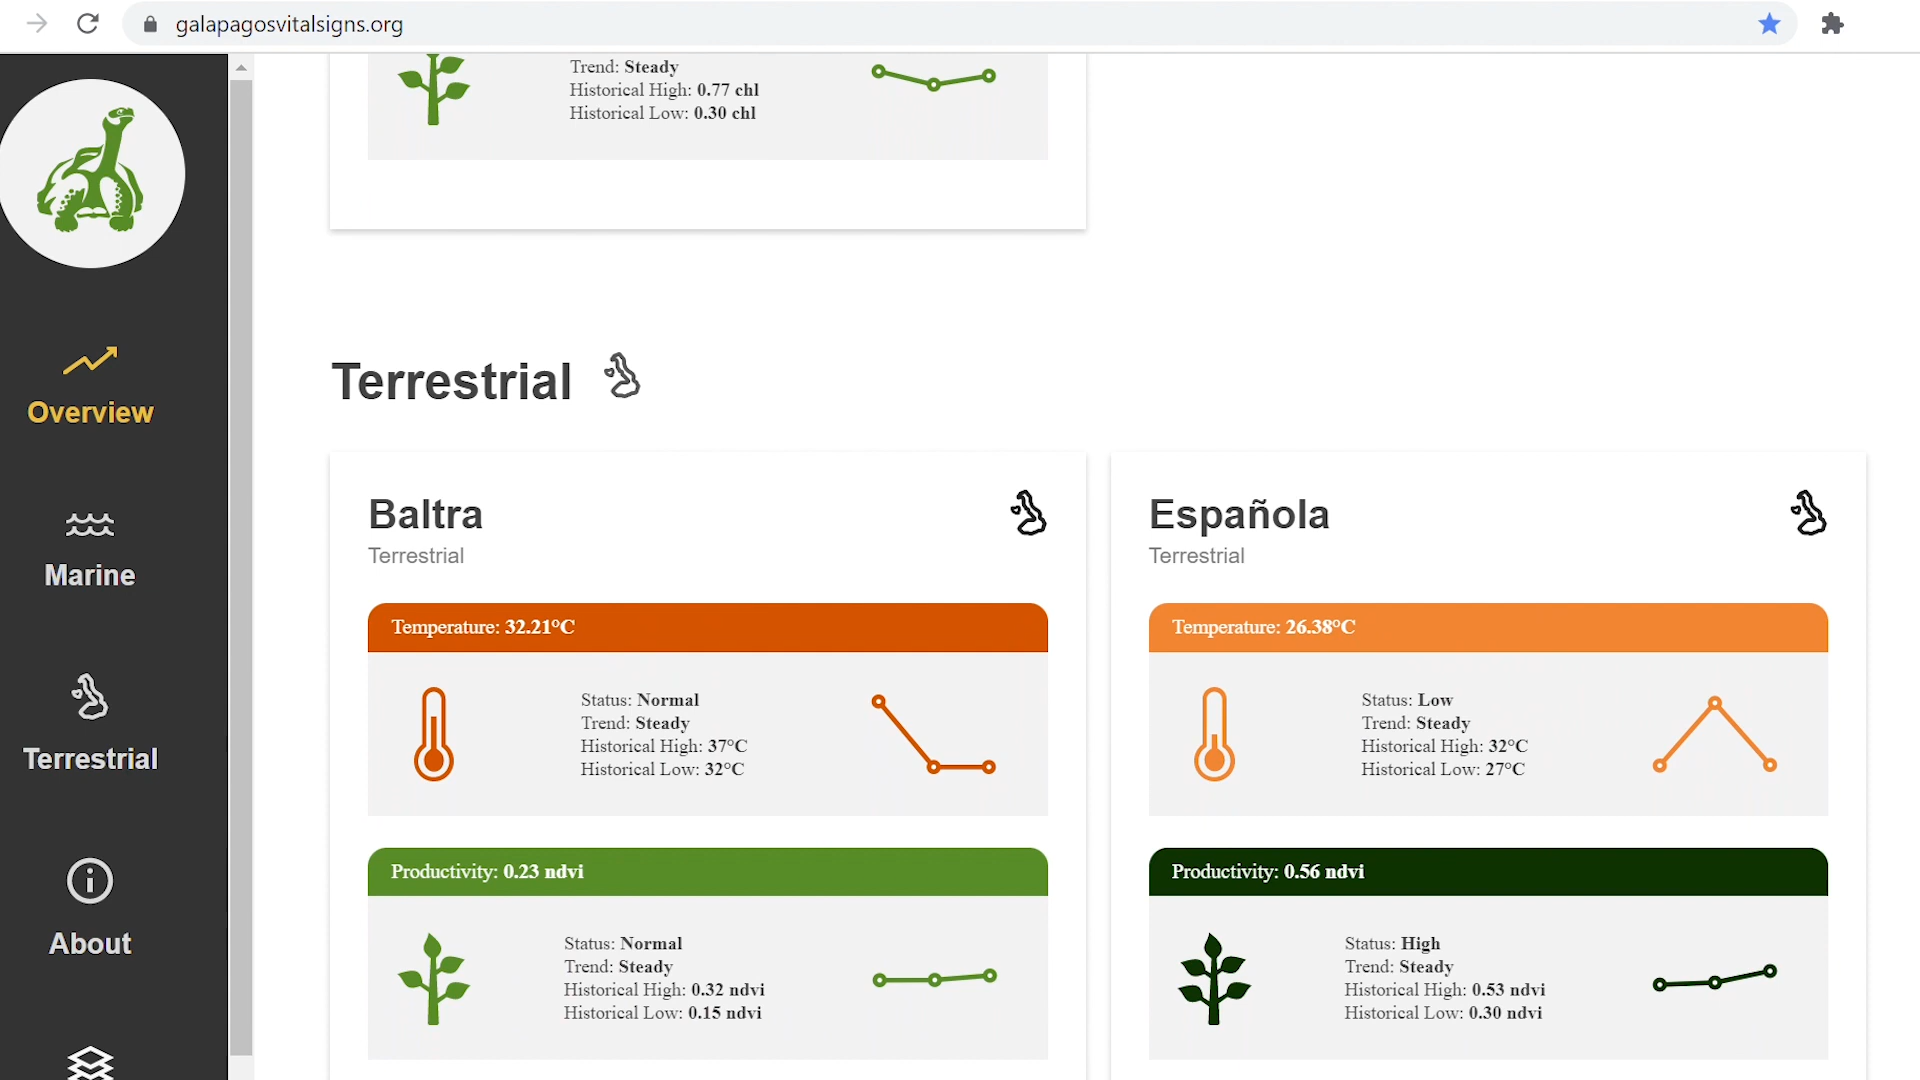 galapagosvitalsigns.org
Trend: Steady
Historical High: 0.77 chl
Historical Low: 0.30 chl
Overview
Marine
Terrestrial
About
Terrestrial
Baltra
Terrestrial
Temperature: 32.21°C
Status: Normal
Trend: Steady
Historical High: 37°C
Historical Low: 32°C
Productivity: 0.23 ndvi
Status: Normal
Trend: Steady
Historical High: 0.32 ndvi
Historical Low: 0.15 ndvi
Española
Terrestrial
Temperature: 26.38°C
Status: Low
Trend: Steady
Historical High: 32°C
Historical Low: 27°C
Productivity: 0.56 ndvi
Status: High
Trend: Steady
Historical High: 0.53 ndvi
Historical Low: 0.30 ndvi